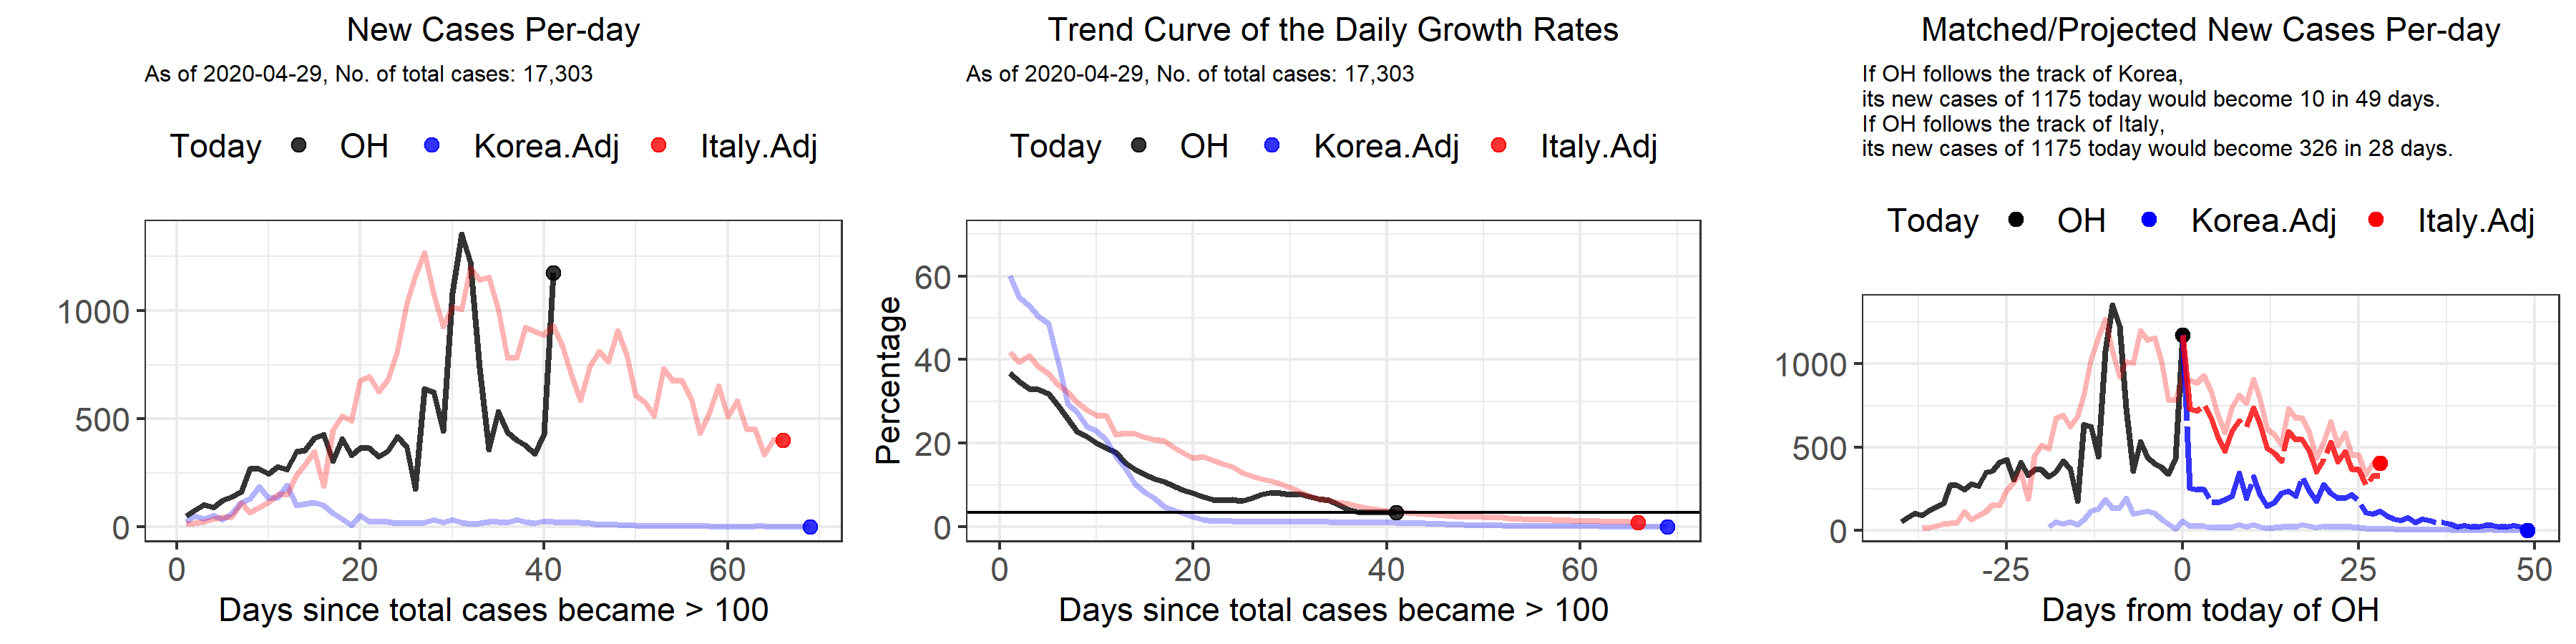 New Cases Per-day
As of 2020-04-29, No. of total cases: 17,303
Today OH Korea.Adj Italy.Adj
1000
500
0
0 20 40 60
Days since total cases became > 100
Trend Curve of the Daily Growth Rates
As of 2020-04-29, No. of total cases: 17,303
Today OH Korea.Adj Italy.Adj
Percentage
60
40
20
0
0 20 40 60
Days since total cases became > 100
Matched/Projected New Cases Per-day
If OH follows the track of Korea,
its new cases of 1175 today would become 10 in 49 days.
If OH follows the track of Italy,
its new cases of 1175 today would become 326 in 28 days.
Today OH Korea.Adj Italy.Adj
1000
500
0
-25 0 25 50
Days from today of OH